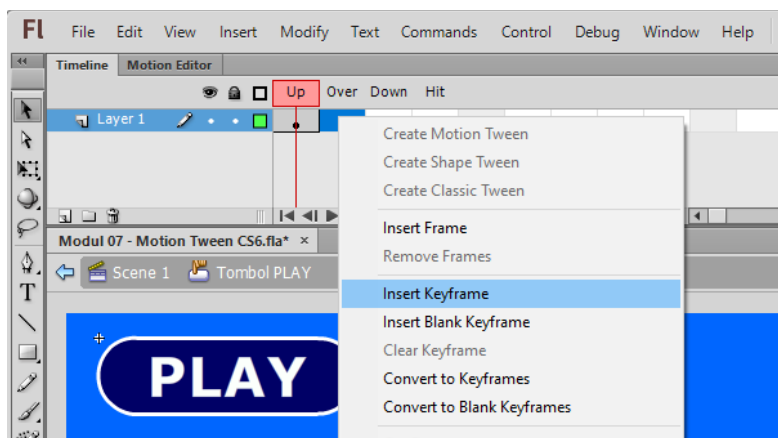 Fl File Edit View Insert Modify Text Commands Control Debug Window Help
Timeline Motion Editor
Up Over Down Hit
Layer 1
Create Motion Tween
Create Shape Tween
Create Classic Tween
Insert Frame
Remove Frames
Modul 07 - Motion Tween CS6.fla* ×
Scene 1 Tombol PLAY
Insert Keyframe
Insert Blank Keyframe
Clear Keyframe
Convert to Keyframes
Convert to Blank Keyframes
T
PLAY